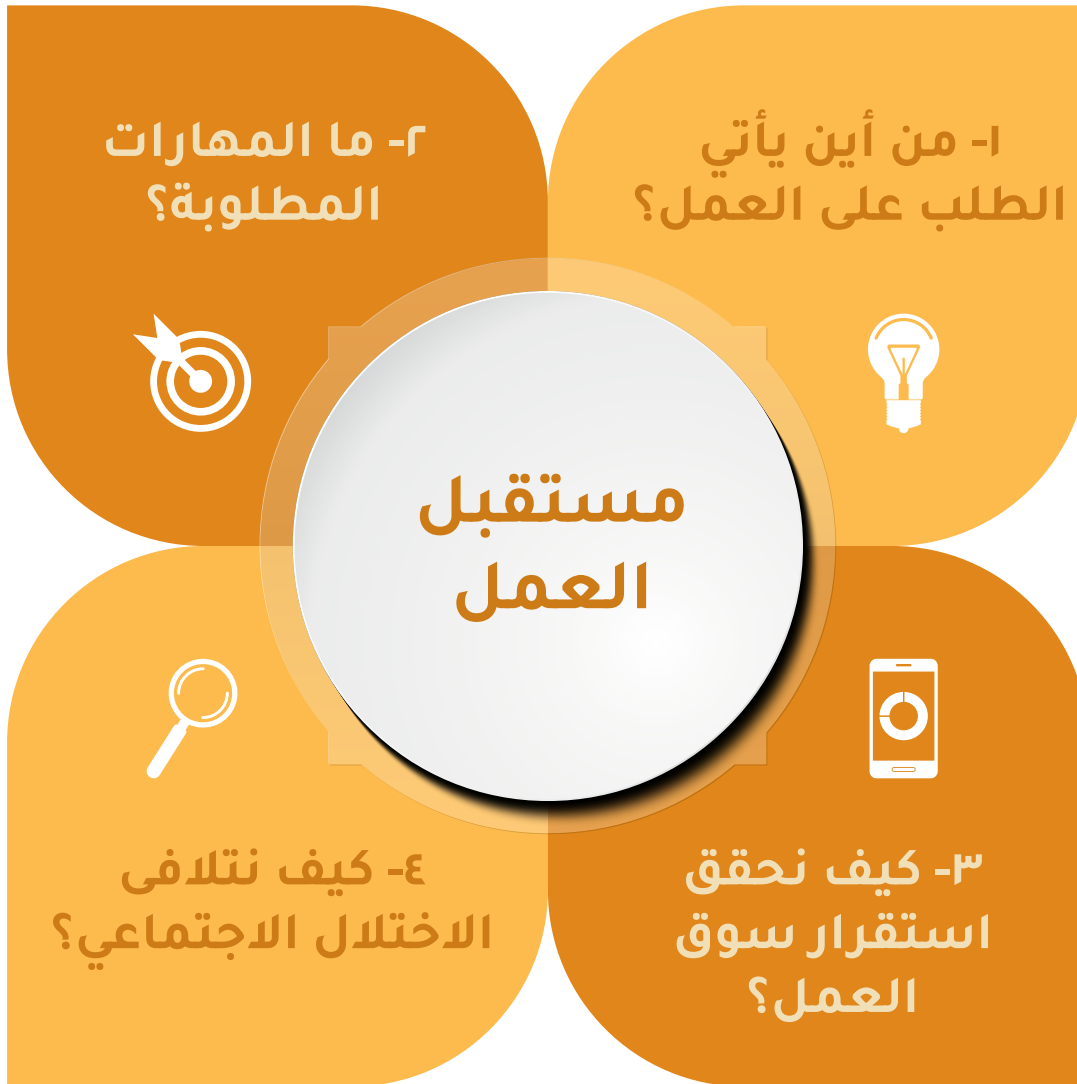 ١- من أين يأتي
الطلب على العمل؟
٢- ما المهارات
المطلوبة؟
مستقبل
العمل
٣- كيف نحقق
استقرار سوق
العمل؟
٤- كيف نتلافى
الاختلال الاجتماعي؟